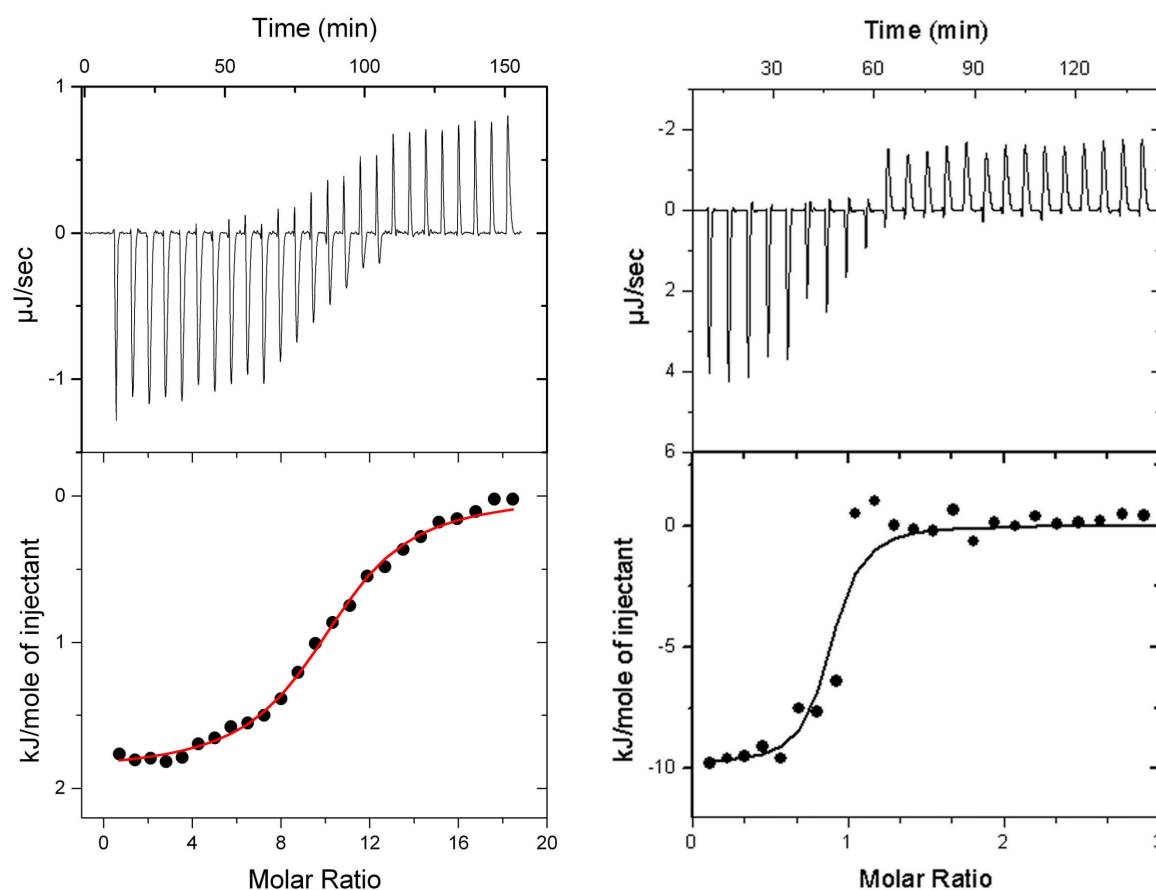 Time (min)
0 50 100 150
1
0
-1
µJ/sec
0
1
2
kJ/mole of injectant
0 4 8 12 16 20
Molar Ratio
Time (min)
30 60 90 120
-2
0
2
4
6
µJ/sec
0
-5
-10
kJ/mole of injectant
0 1 2 3
Molar Ratio